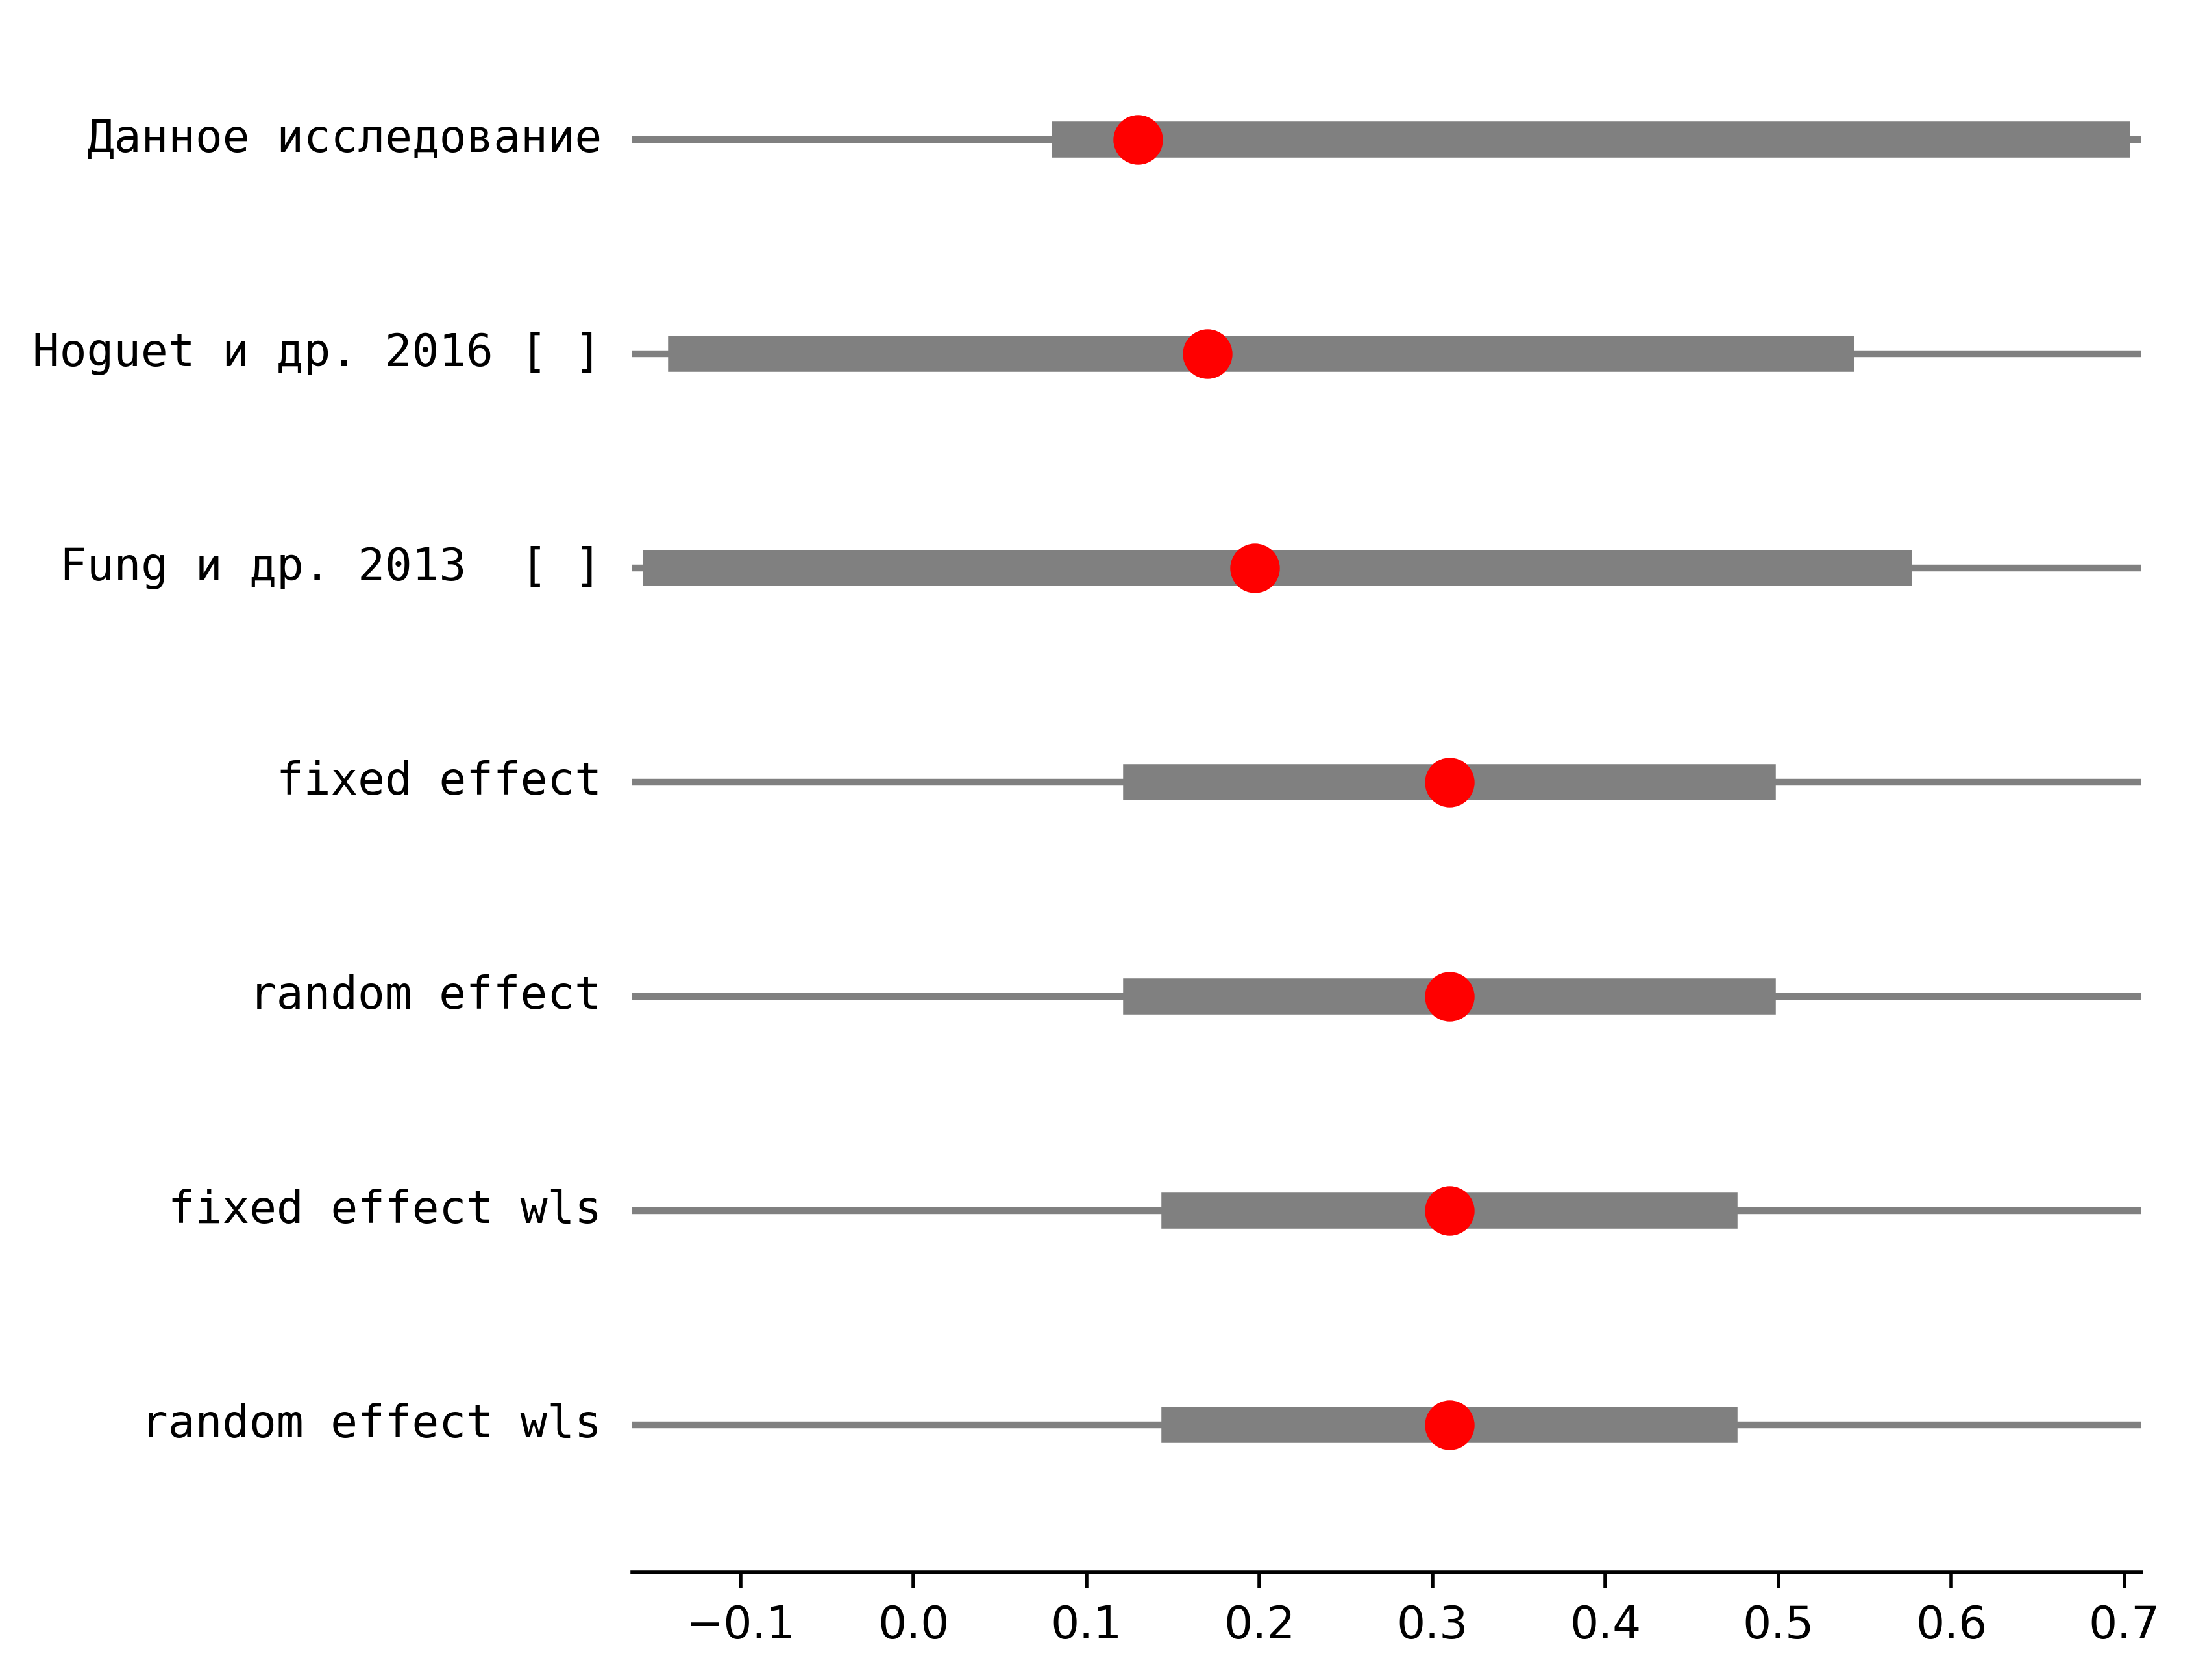 Данное исследование
Hoguet и др. 2016 [ ]
Fung и др. 2013  [ ]
fixed effect
random effect
fixed effect wls
random effect wls
−0.1 0.0 0.1 0.2 0.3 0.4 0.5 0.6 0.7